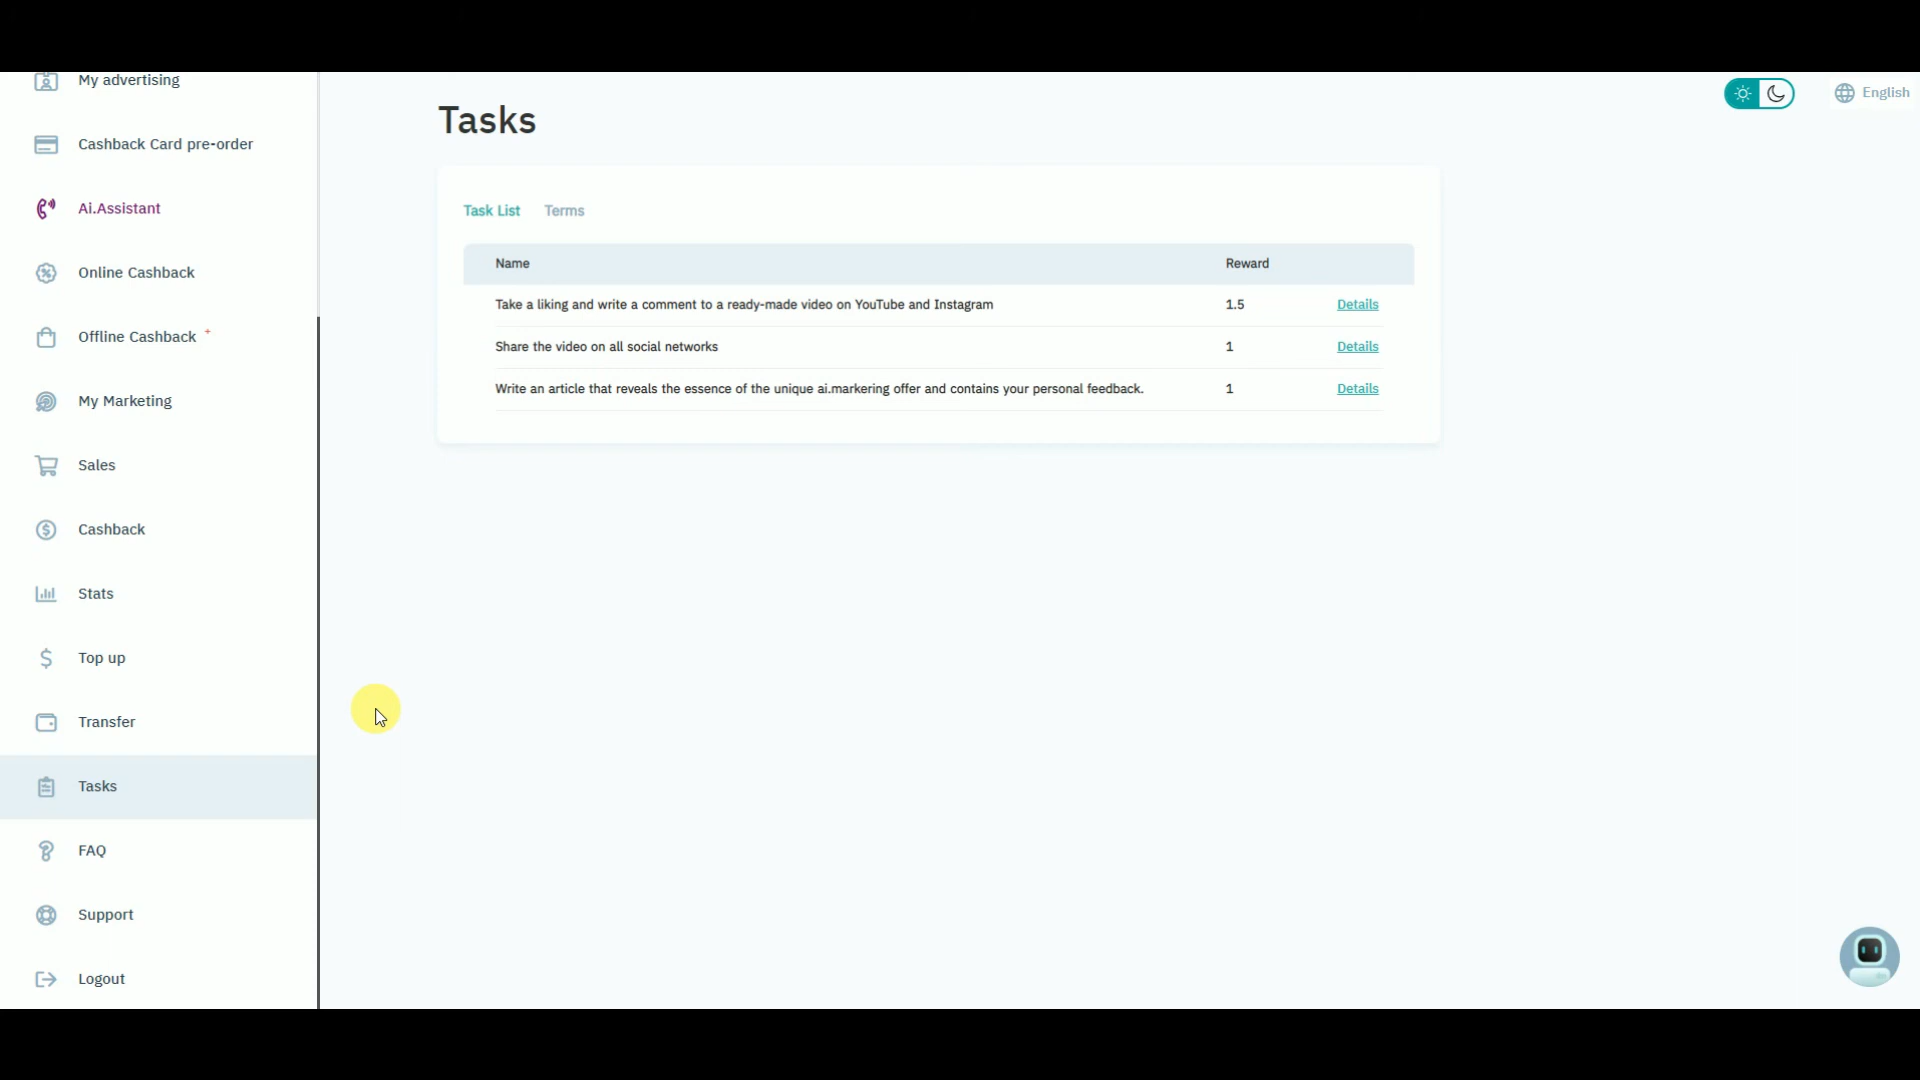 My advertising
Cashback Card pre-order
Ai.Assistant
Online Cashback
Offline Cashback +
My Marketing
Sales
Cashback
Stats
Top up
Transfer
Tasks
FAQ
Support
Logout
Tasks
English
Task List Terms
Name Reward
Take a liking and write a comment to a ready-made video on YouTube and Instagram 1.5 Details
Share the video on all social networks 1 Details
Write an article that reveals the essence of the unique ai.markering offer and contains your personal feedback. 1 Details